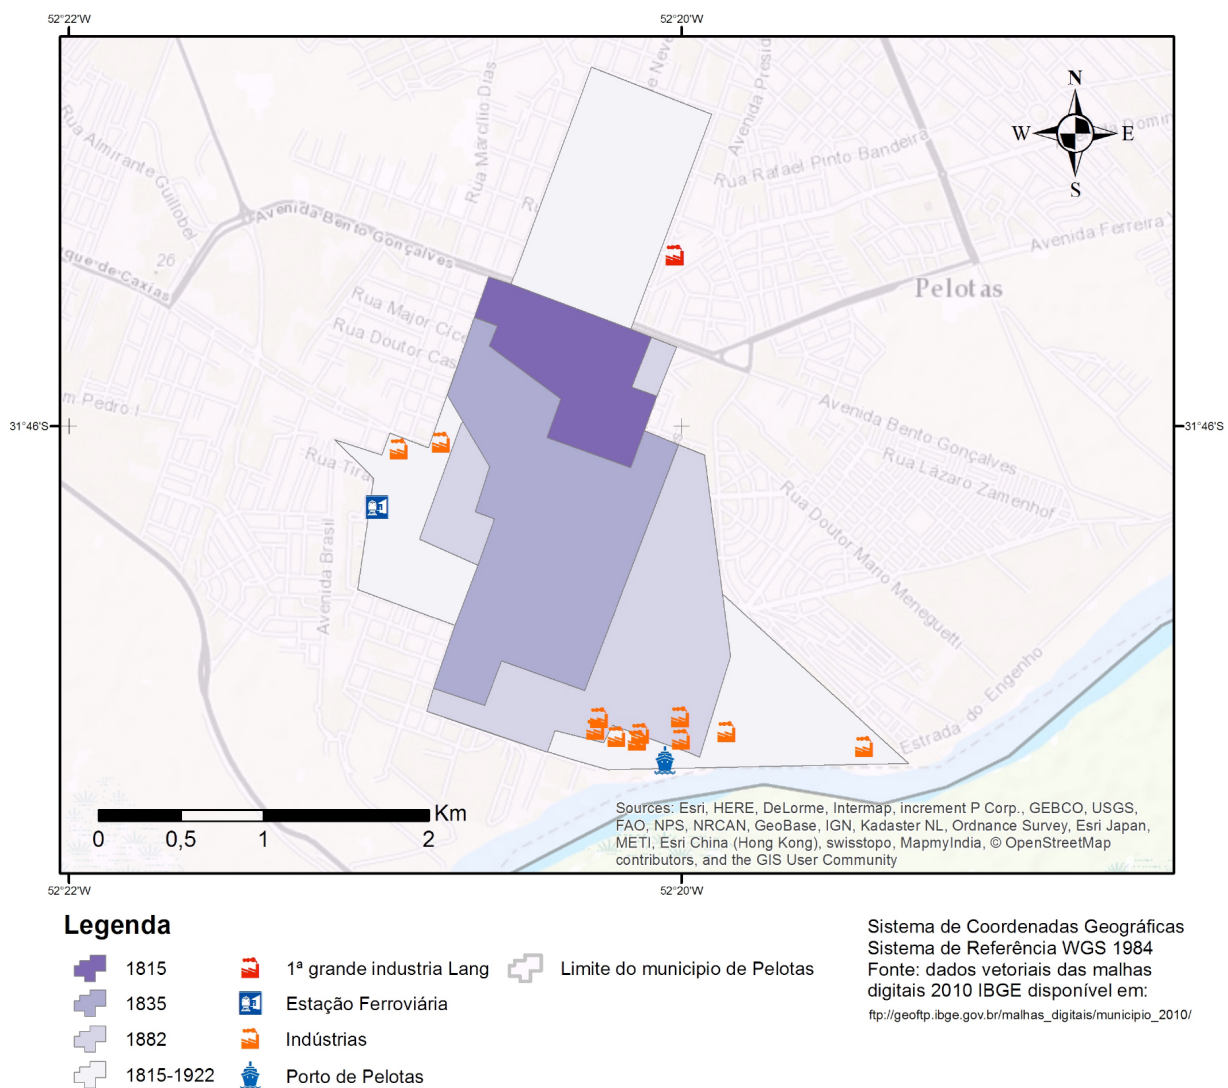 52°22'W
52°20'W
N
W
E
S
Rua Almirante Guillobel
Rua Marcílio Dias
e Neve
Avenida Presid
Rua Rafael Pinto Bandeira
Domin
Avenida Bento Gonçalves
Ru
Avenida Ferreira V
26
que de Caxias
Pelotas
Rua Major Cíce
Rua Doutor Cas
m Pedro I
31°46'S
31°46'S
Avenida Bento Gonçalves
Rua Lázaro Zamenhof
Rua Tira
Rua Doutor Mario Meneguetti
Avenida Brasil
Estrada do Engenho
Km
0
0,5
1
2
Sources: Esri, HERE, DeLorme, Intermap, increment P Corp., GEBCO, USGS,
FAO, NPS, NRCAN, GeoBase, IGN, Kadaster NL, Ordnance Survey, Esri Japan,
METI, Esri China (Hong Kong), swisstopo, MapmyIndia, © OpenStreetMap
contributors, and the GIS User Community
52°22'W
52°20'W
Legenda
1815
1835
1882
1815-1922
1ª grande industria Lang
Estação Ferroviária
Indústrias
Porto de Pelotas
Limite do municipio de Pelotas
Sistema de Coordenadas Geográficas
Sistema de Referência WGS 1984
Fonte: dados vetoriais das malhas
digitais 2010 IBGE disponível em:
ftp://geoftp.ibge.gov.br/malhas_digitais/municipio_2010/